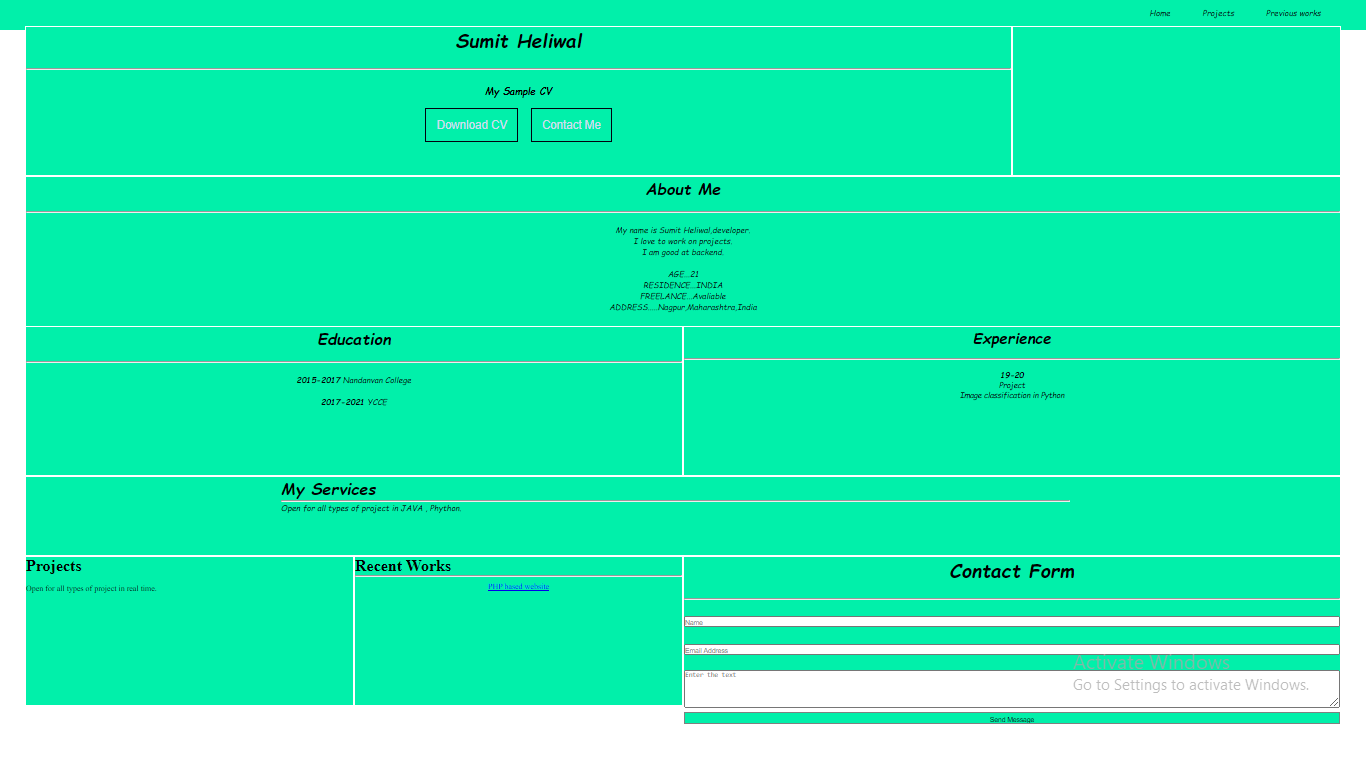 Home Projects Previous works
Sumit Heliwal
My Sample CV
Download CV Contact Me
About Me
My name is Sumit Heliwal,developer.
I love to work on projects.
I am good at backend.
AGE...21
RESIDENCE...INDIA
FREELANCE...Avaliable
ADDRESS.....Nagpur,Maharashtra,India
Education
2015-2017 Nandanvan College
2017-2021 YCCE
Experience
19-20
Project
Image classification in Python
My Services
Open for all types of project in JAVA , Phython.
Projects
Open for all types of project in real time.
Recent Works
PHP based website
Contact Form
Name
Email Address
Enter the text
Send Message
Activate Windows
Go to Settings to activate Windows.